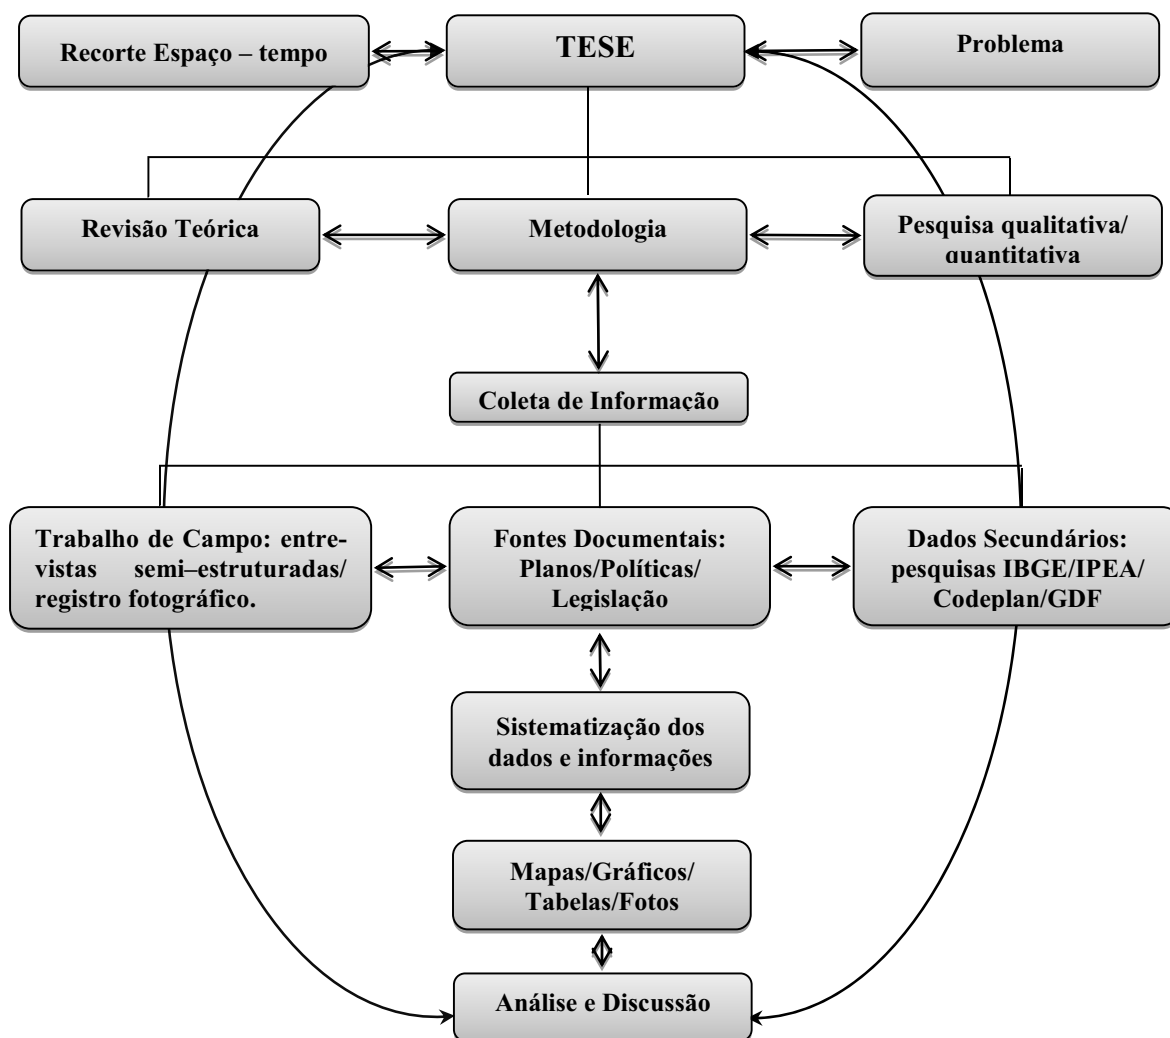 Recorte Espaço – tempo
TESE
Problema
Revisão Teórica
Metodologia
Pesquisa qualitativa/
quantitativa
Coleta de Informação
Trabalho de Campo: entre-
vistas semi–estruturadas/
registro fotográfico.
Fontes Documentais:
Planos/Políticas/
Legislação
Dados Secundários:
pesquisas IBGE/IPEA/
Codeplan/GDF
Sistematização dos
dados e informações
Mapas/Gráficos/
Tabelas/Fotos
Análise e Discussão